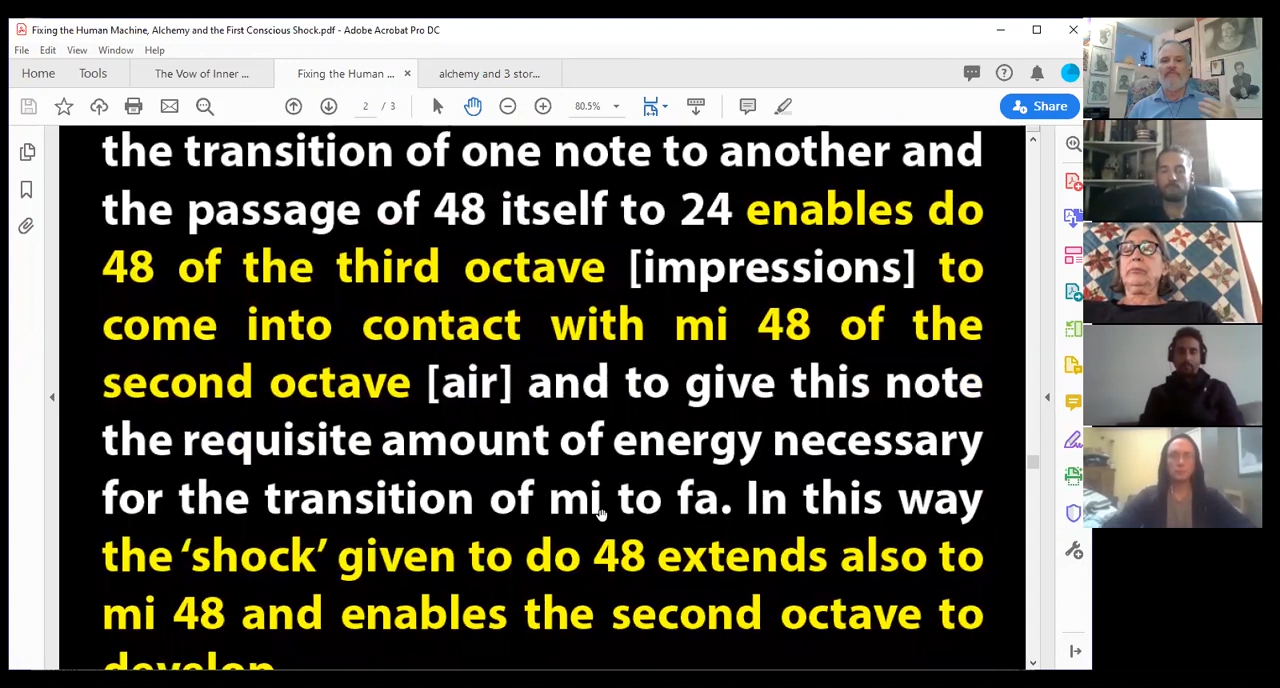 Fixing the Human Machine, Alchemy and the First Conscious Shock.pdf - Adobe Acrobat Pro DC
File Edit View Window Help
Home Tools The Vow of Inner ... Fixing the Human ... × alchemy and 3 stor...
2 / 3 80.5% Share
the transition of one note to another and
the passage of 48 itself to 24 enables do
48 of the third octave [impressions] to
come into contact with mi 48 of the
second octave [air] and to give this note
the requisite amount of energy necessary
for the transition of mi to fa. In this way
the ‘shock’ given to do 48 extends also to
mi 48 and enables the second octave to
develop